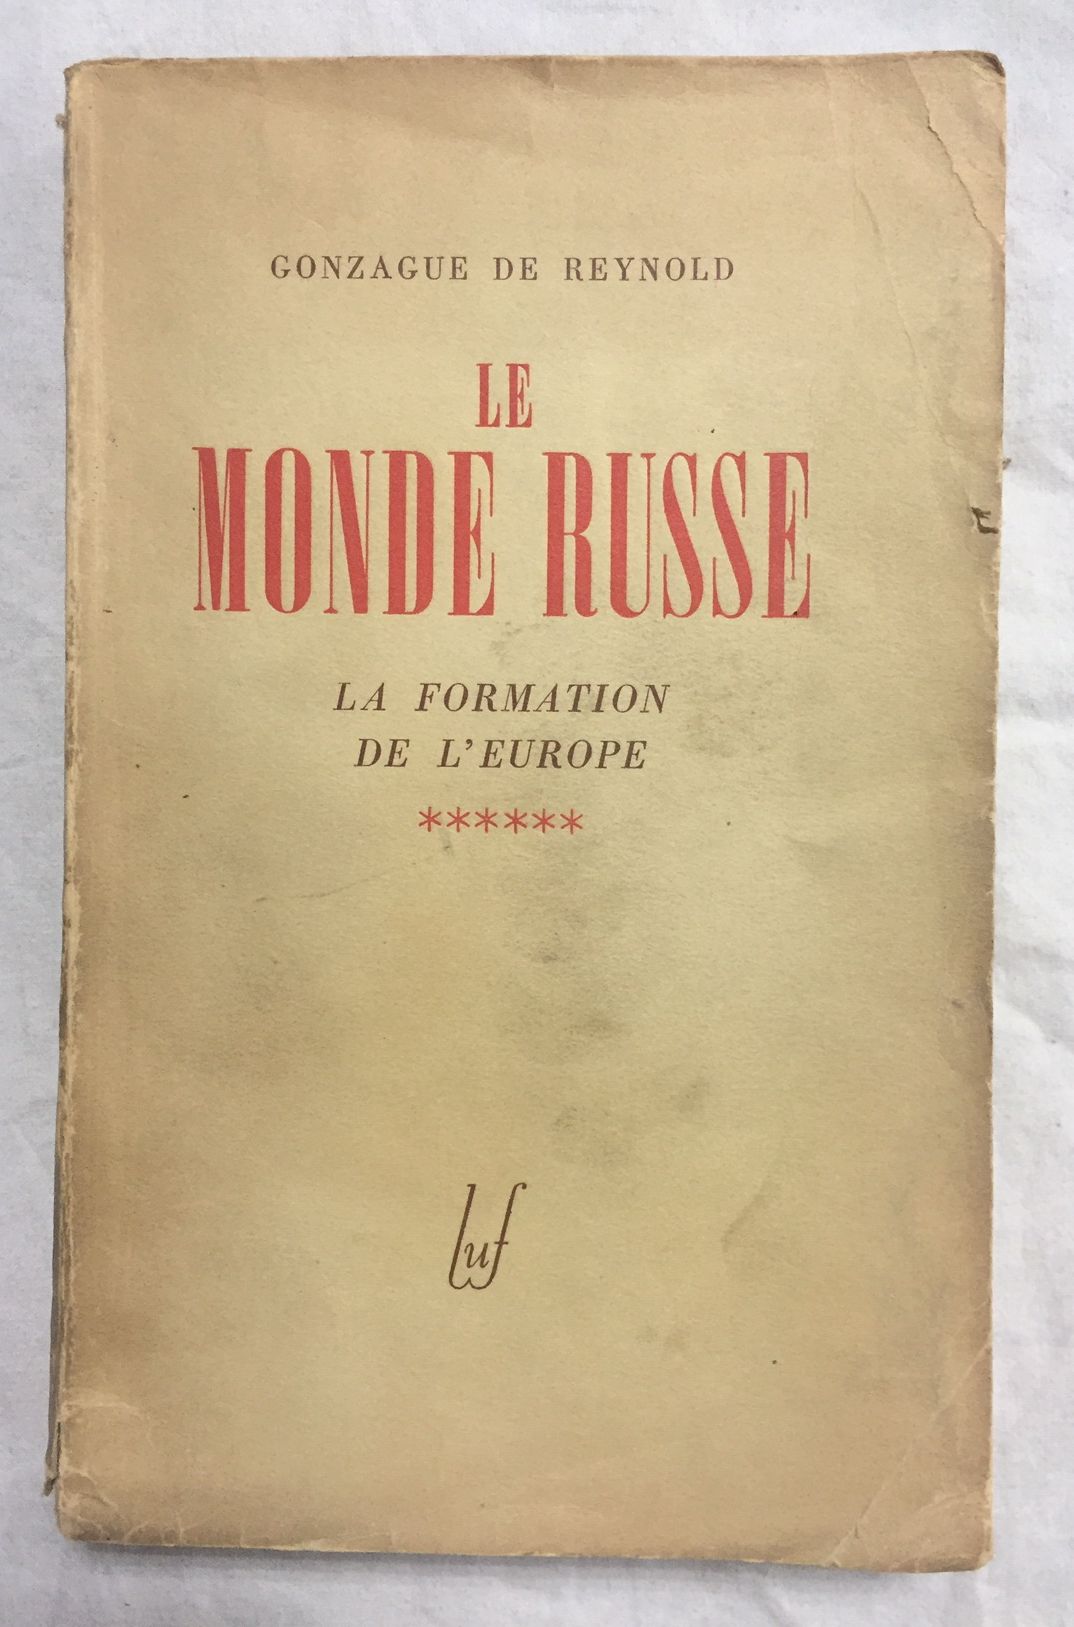 GONZAGUE DE REYNOLD
LE
MONDE RUSSE
LA FORMATION
DE L'EUROPE
******
luf